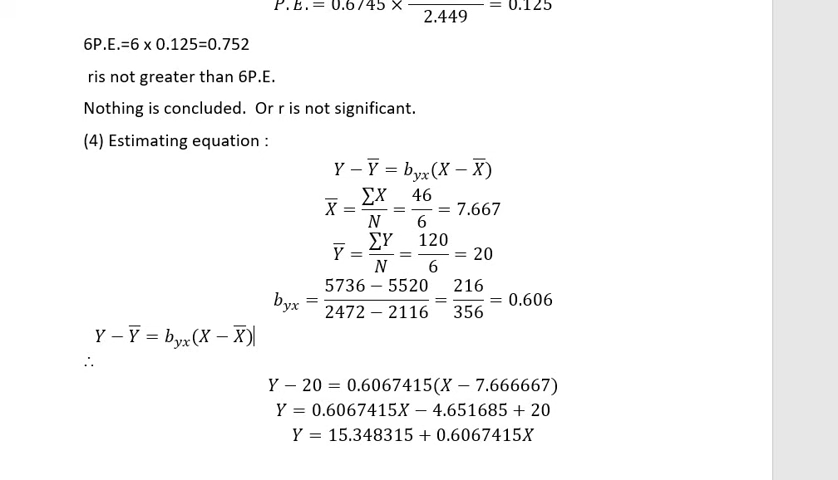 P.E. = 0.6745 × ―/2.449 = 0.125
6P.E.=6 x 0.125=0.752
ris not greater than 6P.E.
Nothing is concluded. Or r is not significant.
(4) Estimating equation :
Y − Y̅ = b_yx(X − X̅)
X̅ = ∑X/N = 46/6 = 7.667
Y̅ = ∑Y/N = 120/6 = 20
b_yx = (5736 − 5520)/(2472 − 2116) = 216/356 = 0.606
Y − Y̅ = b_yx(X − X̅)
∴
Y − 20 = 0.6067415(X − 7.666667)
Y = 0.6067415X − 4.651685 + 20
Y = 15.348315 + 0.6067415X